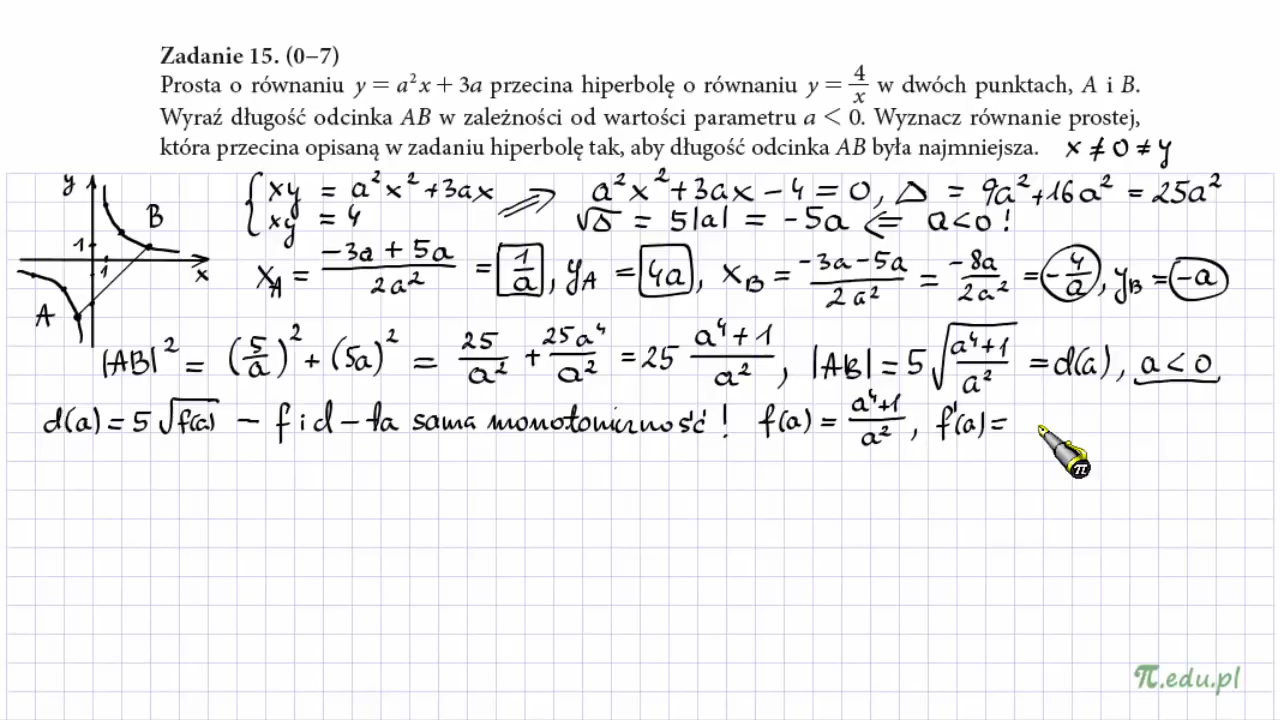 Zadanie 15. (0–7)
Prosta o równaniu y = a²x + 3a przecina hiperbolę o równaniu y = 4/x w dwóch punktach, A i B.
Wyraź długość odcinka AB w zależności od wartości parametru a < 0. Wyznacz równanie prostej,
która przecina opisaną w zadaniu hiperbolę tak, aby długość odcinka AB była najmniejsza. x ≠ 0 ≠ y
y B 1 1 x A
{ xy = a²x² + 3ax ⟹ a²x² + 3ax − 4 = 0, Δ = 9a² + 16a² = 25a²
xy = 4 √Δ = 5|a| = −5a ⇐ a < 0 !
x_A = (−3a + 5a)/(2a²) = 1/a, y_A = 4a, x_B = (−3a − 5a)/(2a²) = −8a/(2a²) = −4/a, y_B = −a
|AB|² = (5/a)² + (5a)² = 25/a² + 25a⁴/a² = 25 (a⁴ + 1)/a², |AB| = 5√((a⁴+1)/a²) = d(a), a < 0
d(a) = 5√f(a) − f i d − ta sama monotoniczność ! f(a) = (a⁴+1)/a², f'(a) =
π
π.edu.pl